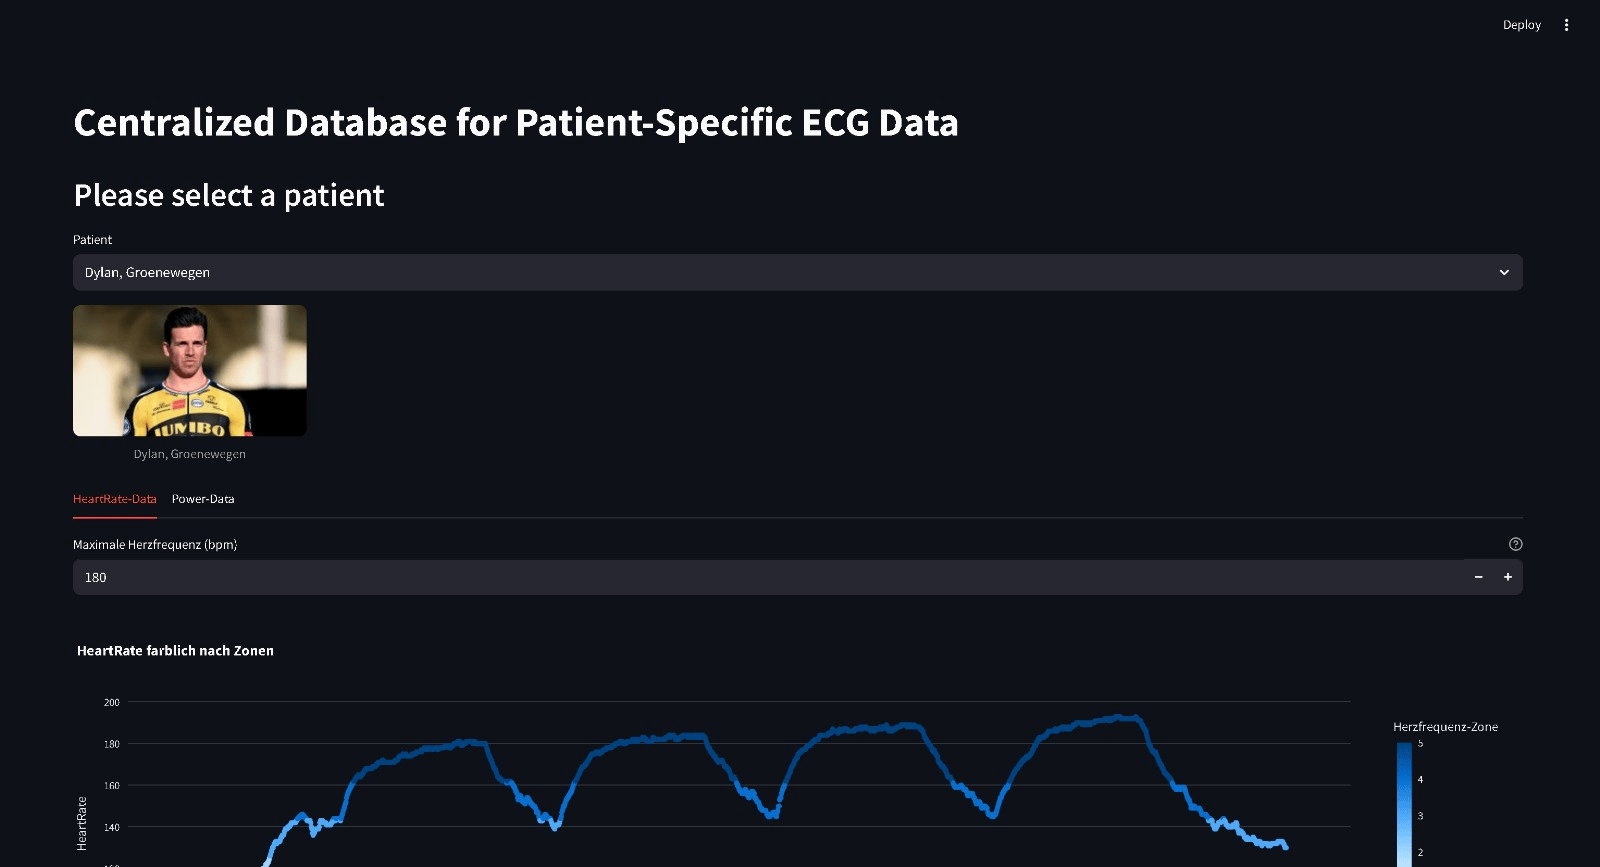 Deploy
Centralized Database for Patient-Specific ECG Data
Please select a patient
Patient
Dylan, Groenewegen
JUMBO
Dylan, Groenewegen
HeartRate-Data Power-Data
Maximale Herzfrequenz (bpm)
180
HeartRate farblich nach Zonen
200
180
160
140
HeartRate
Herzfrequenz-Zone
5
4
3
2